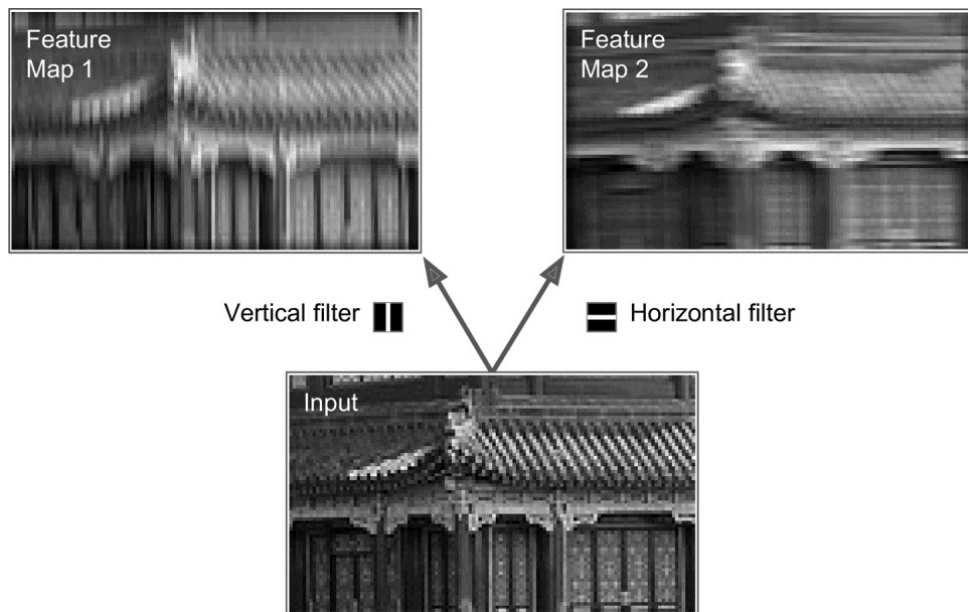 Feature
Map 1
Feature
Map 2
Vertical filter
Horizontal filter
Input